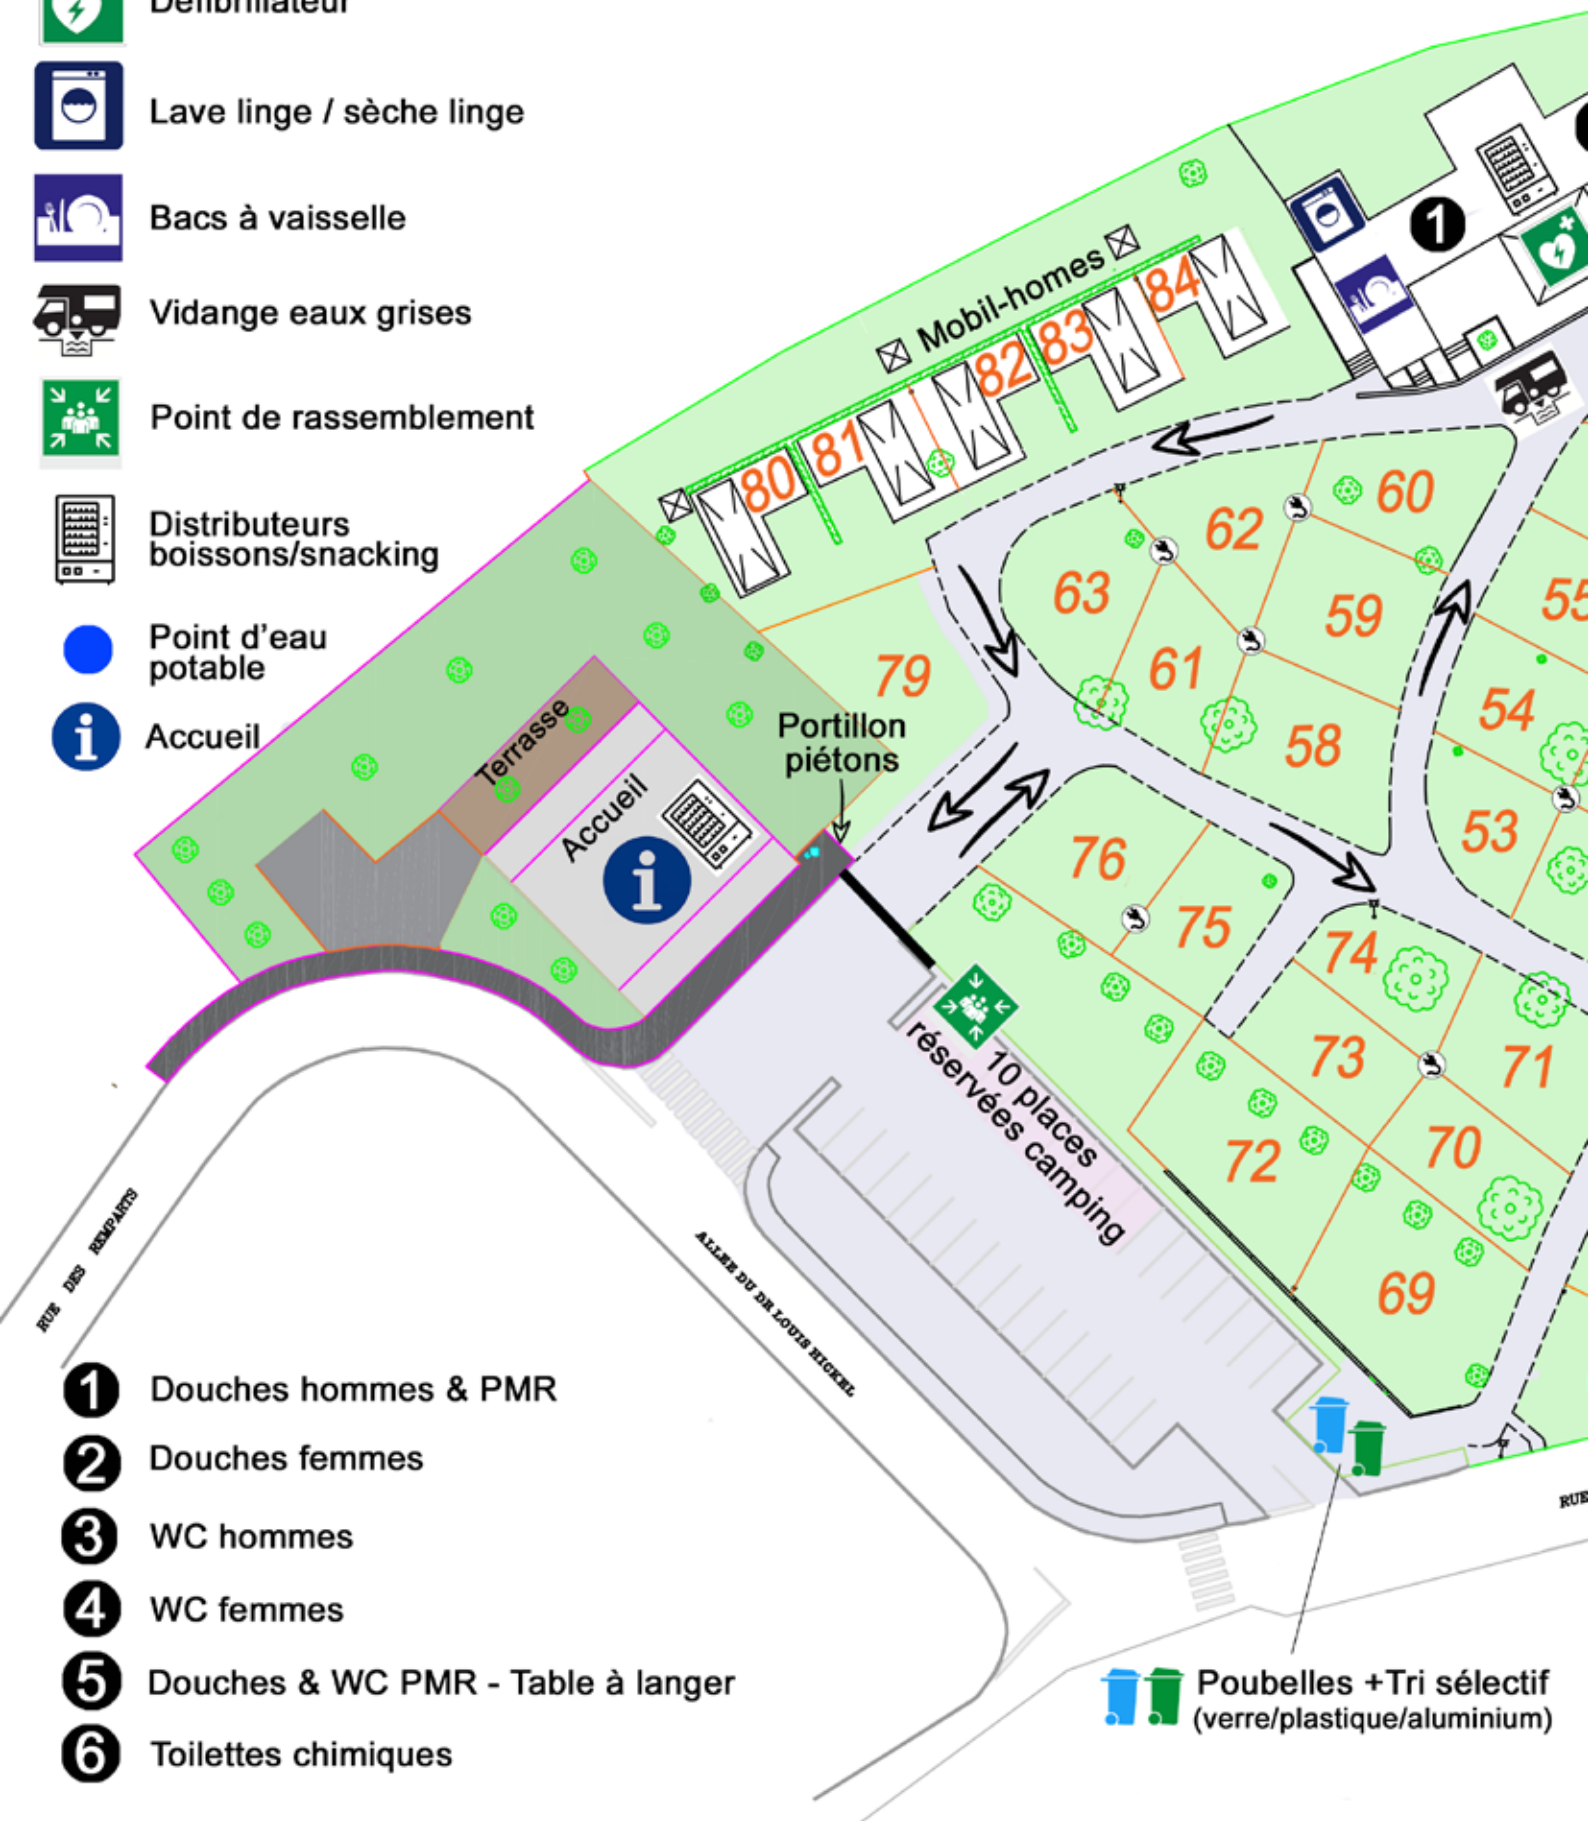 Défibrillateur
Lave linge / sèche linge
Bacs à vaisselle
Vidange eaux grises
Point de rassemblement
Distributeurs
boissons/snacking
Point d'eau
potable
i
Accueil
Mobil-homes
80
81
82
83
84
1
60
62
63
59
61
58
55
54
53
79
Portillon
piétons
Terrasse
Accueil
i
76
75
74
73
71
72
70
69
10 places
réservées camping
RUE DES REMPARTS
ALLEE DU DR LOUIS HICKEL
RUE
1 Douches hommes & PMR
2 Douches femmes
3 WC hommes
4 WC femmes
5 Douches & WC PMR - Table à langer
6 Toilettes chimiques
Poubelles +Tri sélectif
(verre/plastique/aluminium)